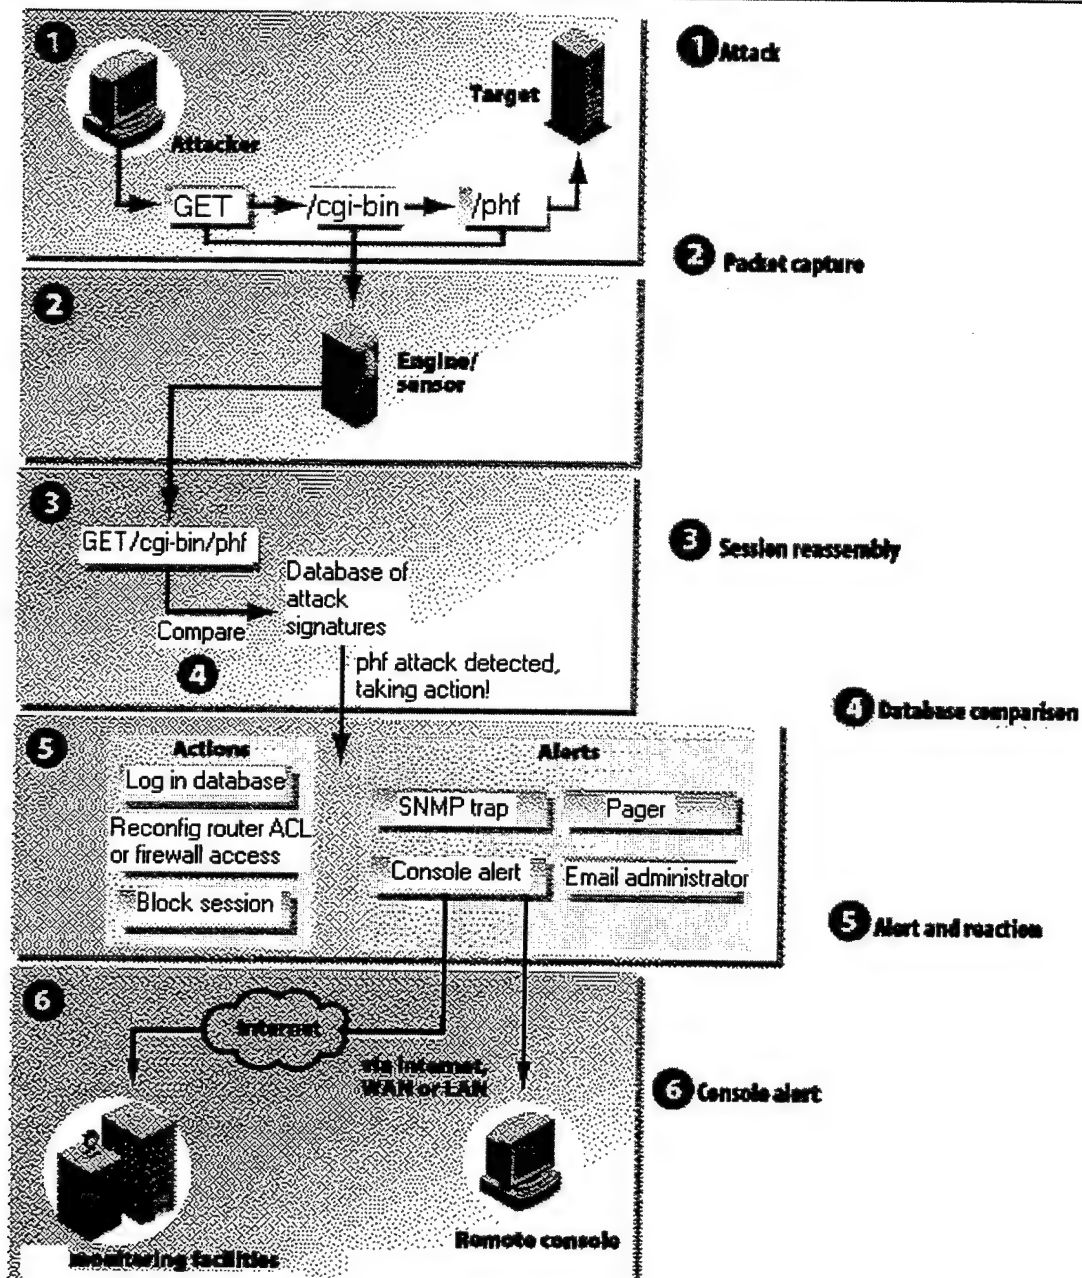 1
Attacker
Target
GET
/cgi-bin
/phf
1 Attack
2
Engine/
sensor
2 Packet capture
3
GET/cgi-bin/phf
Compare
Database of
attack
signatures
4
phf attack detected,
taking action!
3 Session reassembly
4 Database comparison
5
Actions
Log in database
Reconfig router ACL
or firewall access
Block session
Alerts
SNMP trap
Pager
Console alert
Email administrator
5 Alert and reaction
6
Internet
via Internet,
WAN or LAN
monitoring facilities
Remote console
6 Console alert